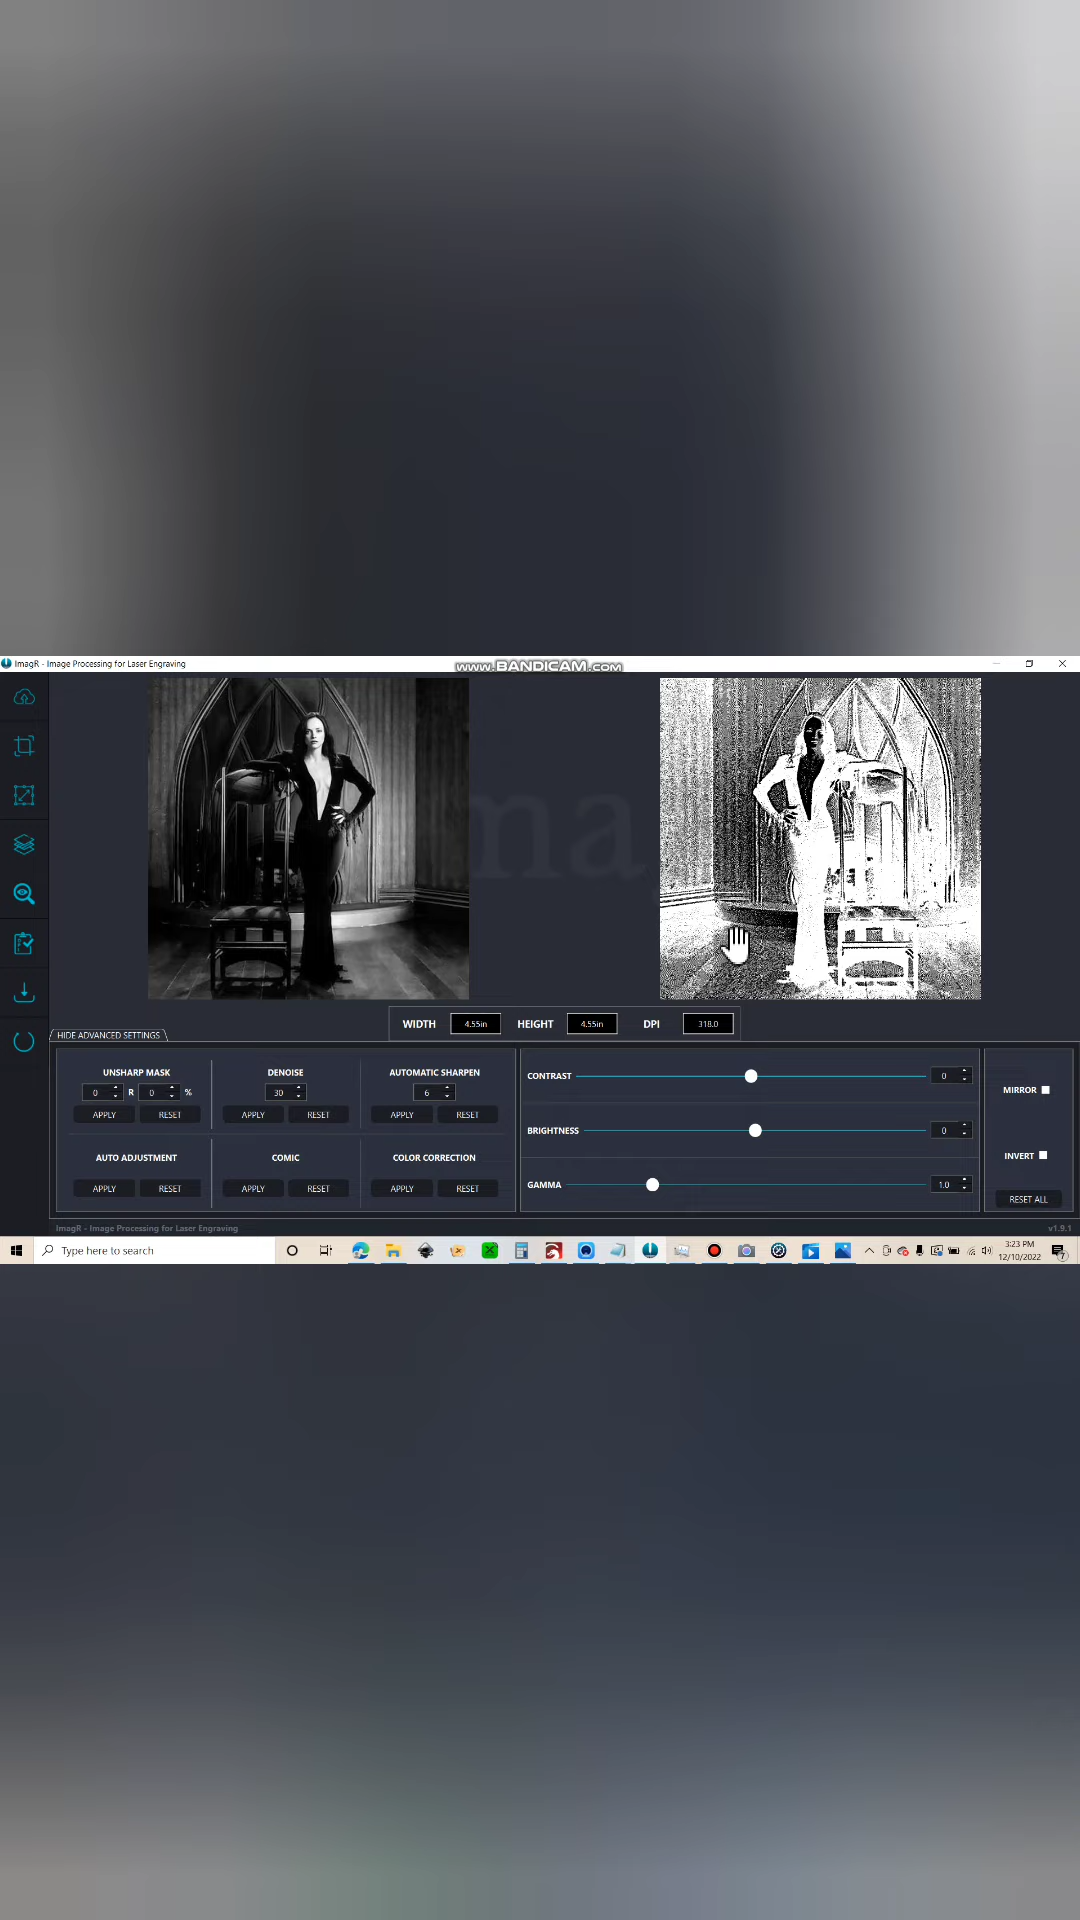 ImagR - Image Processing for Laser Engraving
www.BANDICAM.com
ma
WIDTH 4.55in HEIGHT 4.55in DPI 318.0
HIDE ADVANCED SETTINGS
UNSHARP MASK
0 R 0 %
APPLY RESET
DENOISE
30
APPLY RESET
AUTOMATIC SHARPEN
6
APPLY RESET
AUTO ADJUSTMENT
APPLY RESET
COMIC
APPLY RESET
COLOR CORRECTION
APPLY RESET
CONTRAST 0
BRIGHTNESS 0
GAMMA 1.0
MIRROR
INVERT
RESET ALL
ImagR - Image Processing for Laser Engraving
v1.9.1
Type here to search
3:23 PM
12/10/2022
7